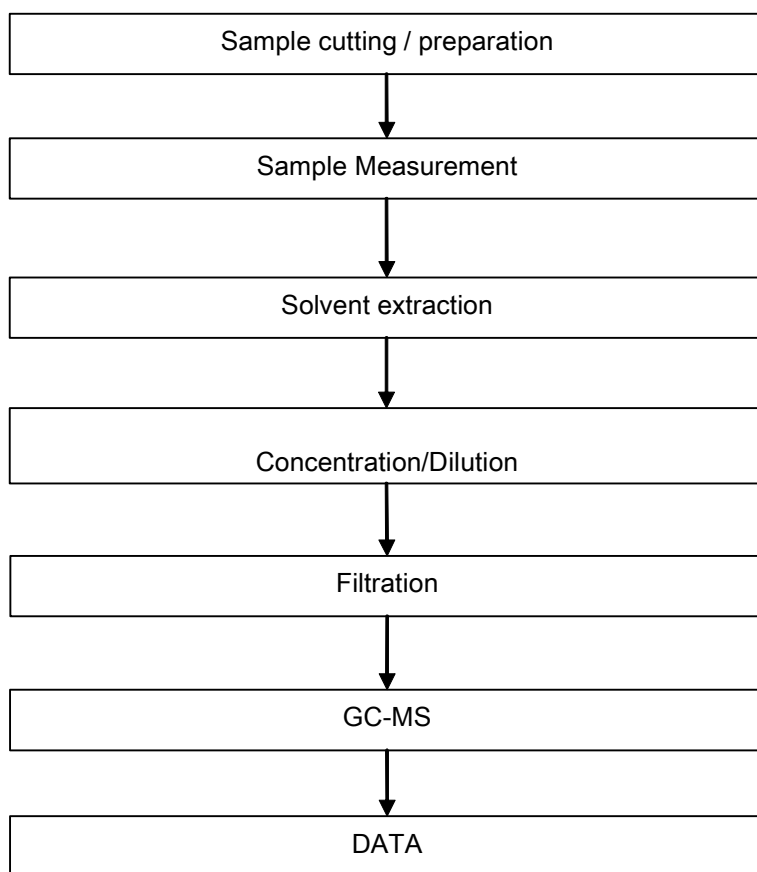 Sample cutting / preparation
Sample Measurement
Solvent extraction
Concentration/Dilution
Filtration
GC-MS
DATA